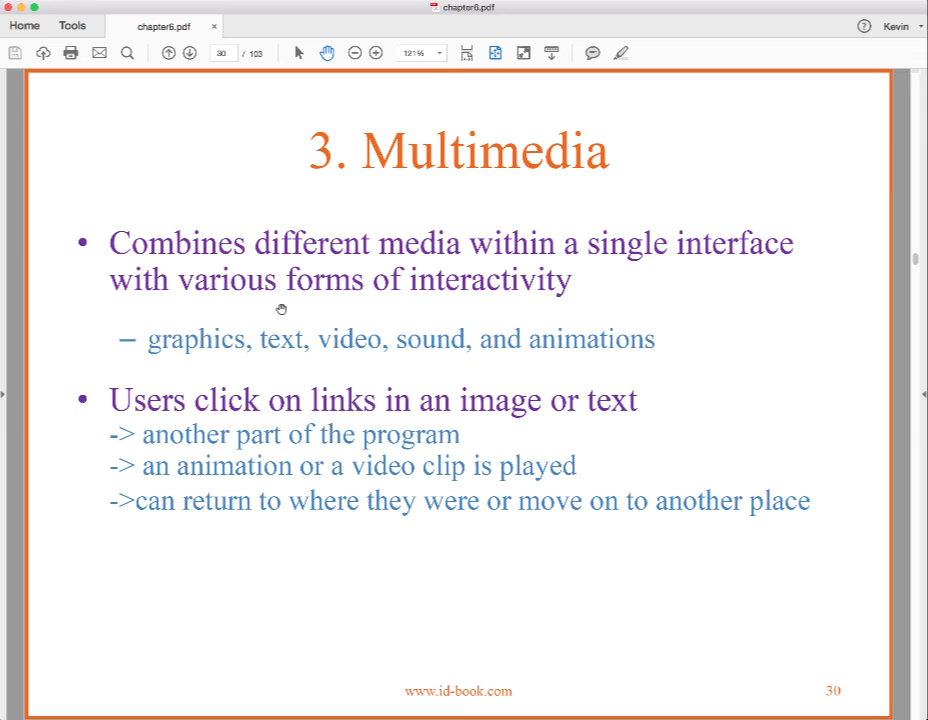 chapter6.pdf
Home Tools chapter6.pdf × ? Kevin
30 / 103 121%
3. Multimedia
• Combines different media within a single interface
with various forms of interactivity
– graphics, text, video, sound, and animations
• Users click on links in an image or text
-> another part of the program
-> an animation or a video clip is played
->can return to where they were or move on to another place
www.id-book.com 30